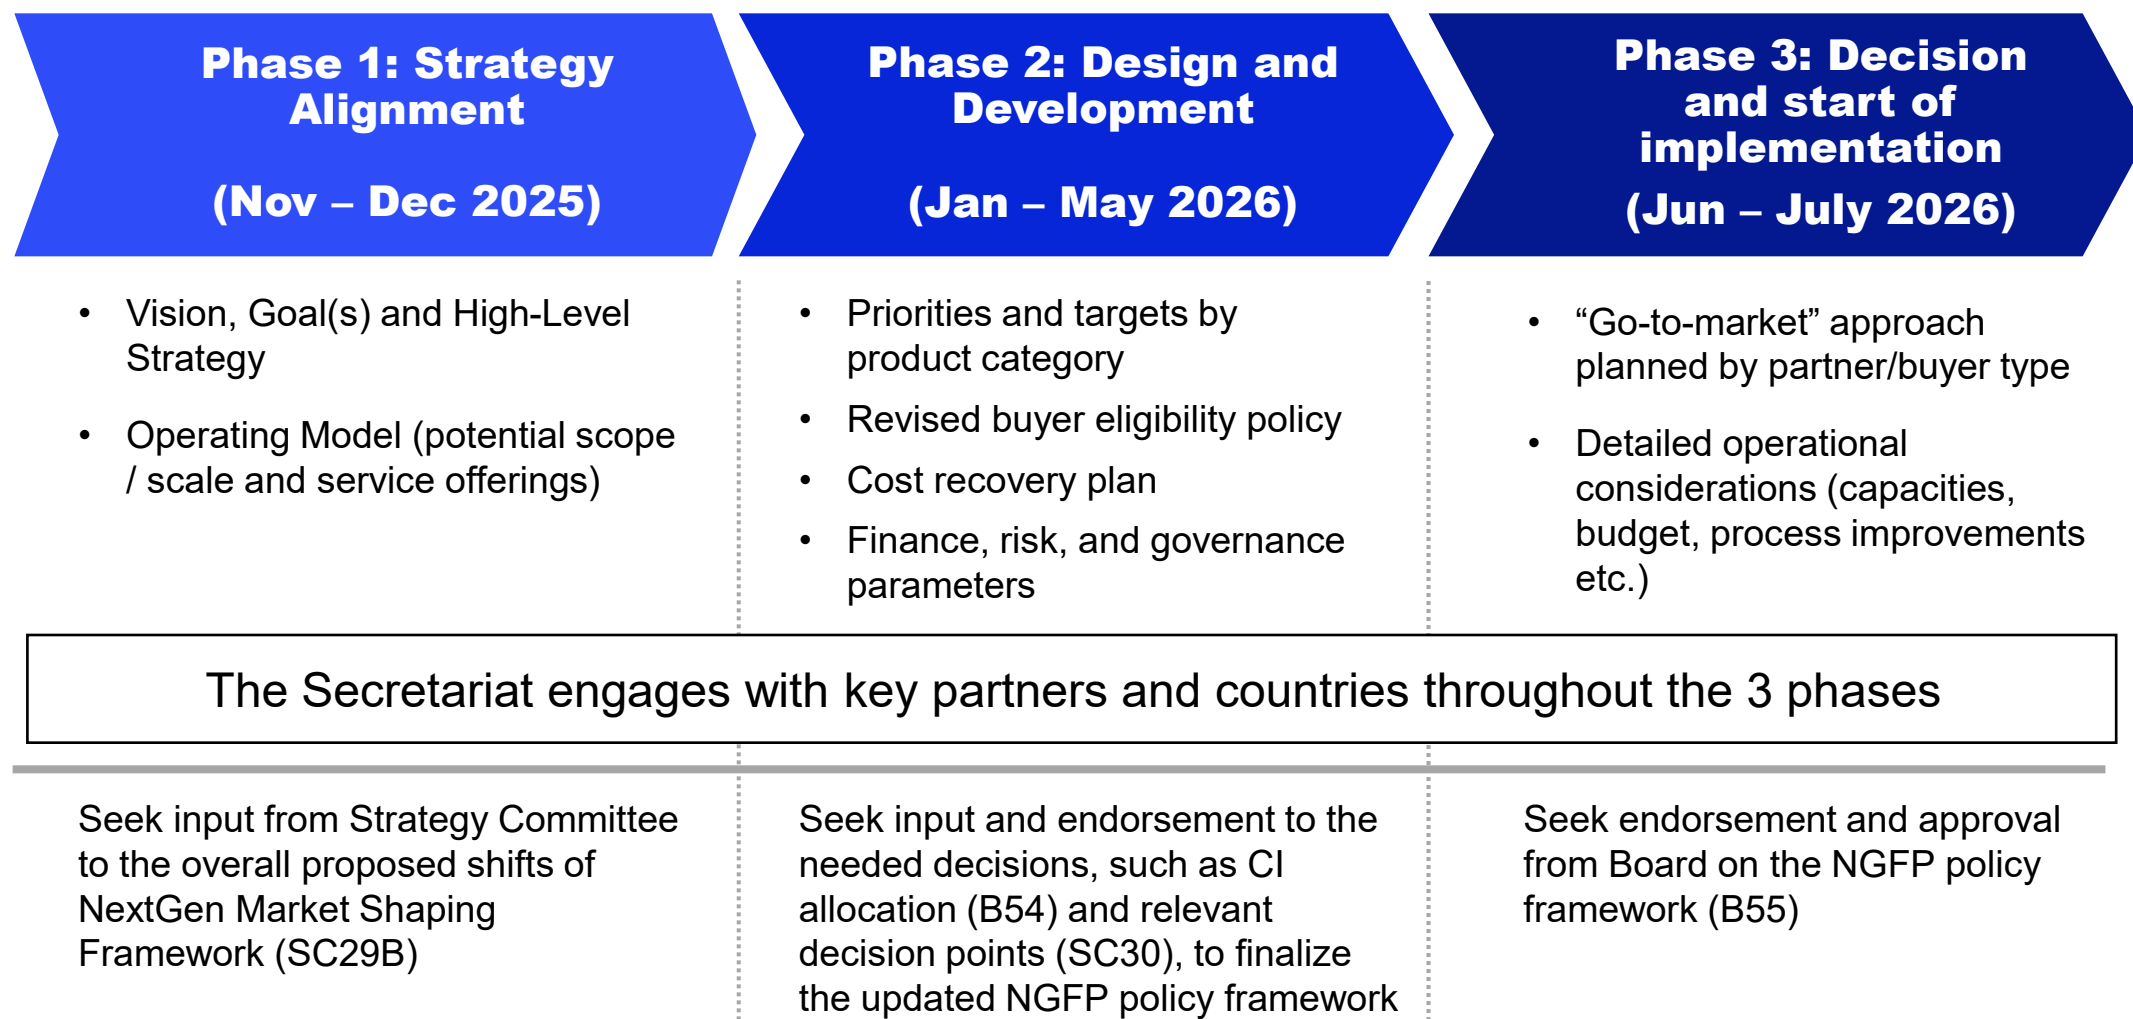 Phase 1: Strategy
Alignment
(Nov – Dec 2025)
Phase 2: Design and
Development
(Jan – May 2026)
Phase 3: Decision
and start of
implementation
(Jun – July 2026)
• Vision, Goal(s) and High-Level
Strategy
• Operating Model (potential scope
/ scale and service offerings)
• Priorities and targets by
product category
• Revised buyer eligibility policy
• Cost recovery plan
• Finance, risk, and governance
parameters
• “Go-to-market” approach
planned by partner/buyer type
• Detailed operational
considerations (capacities,
budget, process improvements
etc.)
The Secretariat engages with key partners and countries throughout the 3 phases
Seek input from Strategy Committee
to the overall proposed shifts of
NextGen Market Shaping
Framework (SC29B)
Seek input and endorsement to the
needed decisions, such as CI
allocation (B54) and relevant
decision points (SC30), to finalize
the updated NGFP policy framework
Seek endorsement and approval
from Board on the NGFP policy
framework (B55)